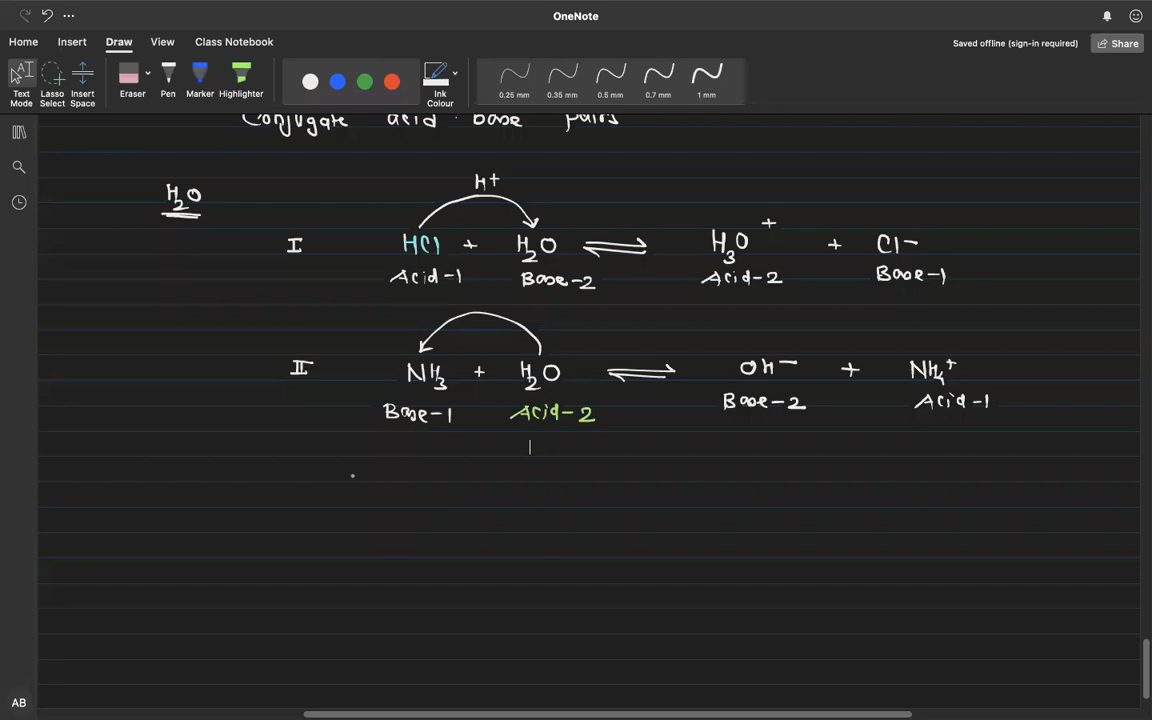 OneNote
Home Insert Draw View Class Notebook
Saved offline (sign-in required) Share
Text Mode
Lasso Select
Insert Space
Eraser Pen Marker Highlighter
Ink Colour
0.25 mm 0.35 mm 0.5 mm 0.7 mm 1 mm
Conjugate acid · base pairs
H₂O
H+
I HCl + H₂O ⇌ H₃O⁺ + Cl⁻
Acid-1 Base-2 Acid-2 Base-1
II NH₃ + H₂O ⇌ OH⁻ + NH₄⁺
Base-1 Acid-2 Base-2 Acid-1
AB